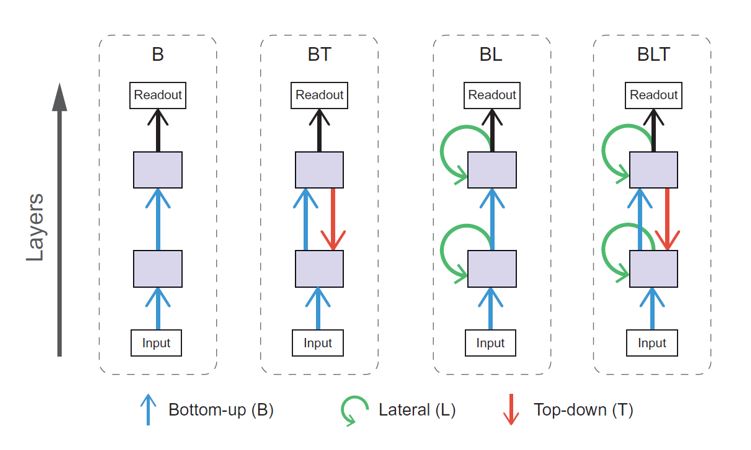 B
BT
BL
BLT
Readout
Readout
Readout
Readout
Layers
Input
Input
Input
Input
Bottom-up (B)
Lateral (L)
Top-down (T)